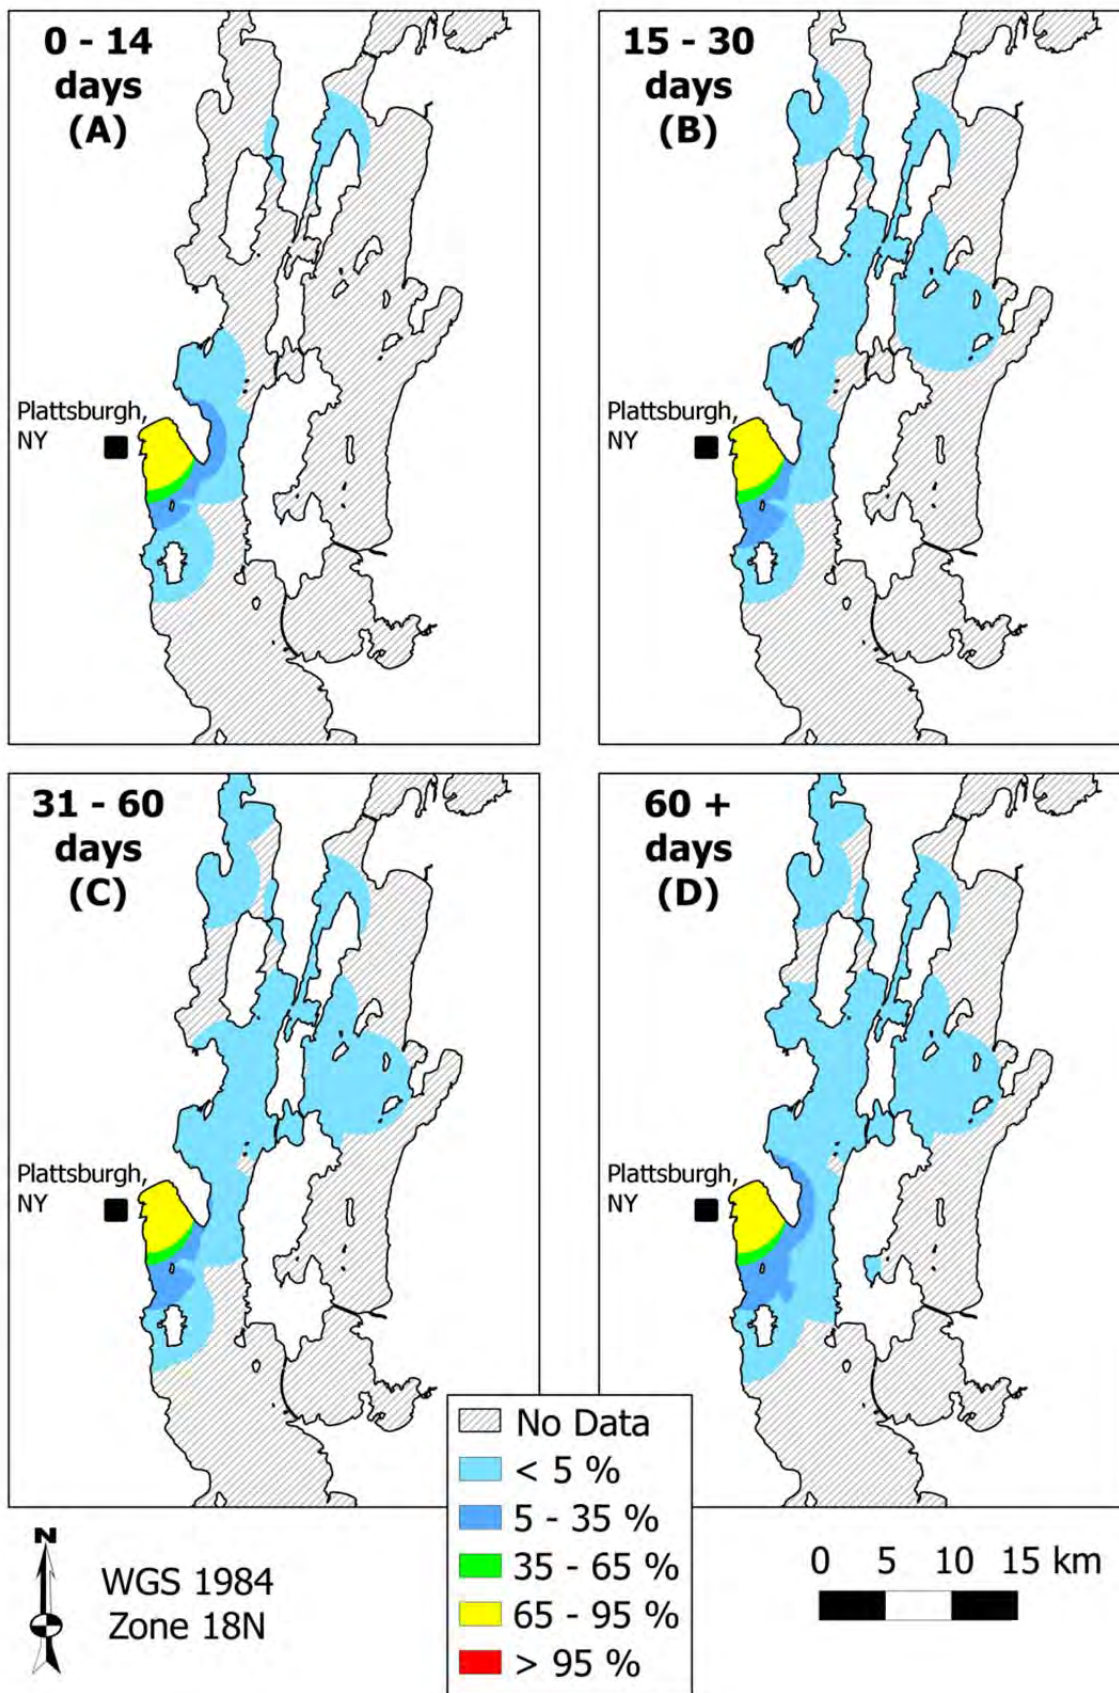 0 - 14
days
(A)
Plattsburgh,
NY
15 - 30
days
(B)
Plattsburgh,
NY
31 - 60
days
(C)
Plattsburgh,
NY
60 +
days
(D)
Plattsburgh,
NY
No Data
< 5 %
5 - 35 %
35 - 65 %
65 - 95 %
> 95 %
N
WGS 1984
Zone 18N
0 5 10 15 km